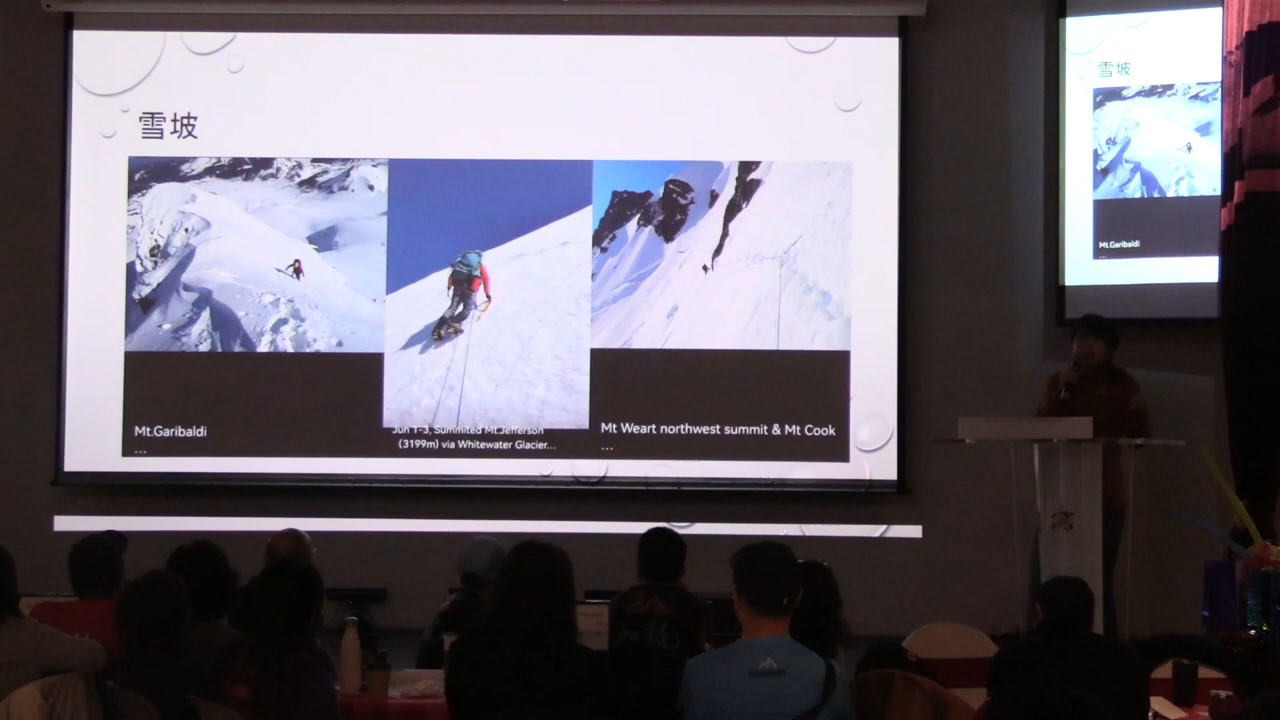 雪坡
Mt.Garibaldi
...
Jun 1-3, Summited Mt.Jefferson
(3199m) via Whitewater Glacier...
Mt Weart northwest summit & Mt Cook
...
雪坡
Mt.Garibaldi
...